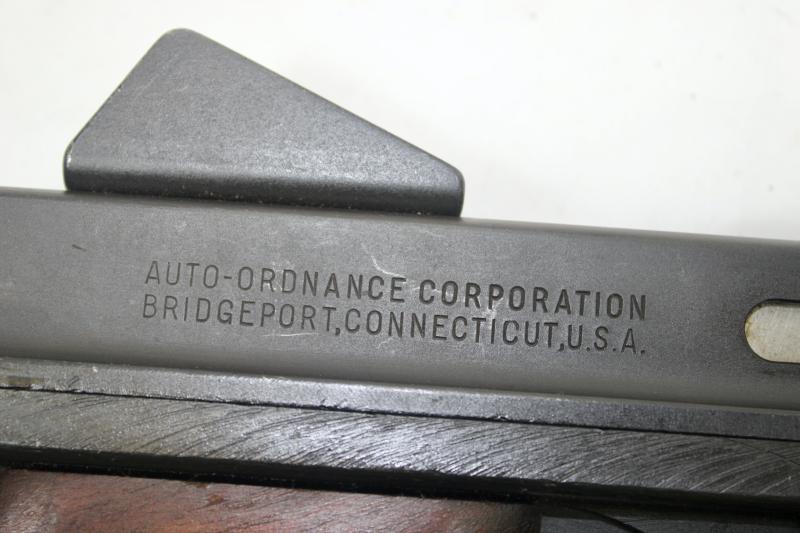 AUTO-ORDNANCE CORPORATION
BRIDGEPORT, CONNECTICUT, U.S.A.